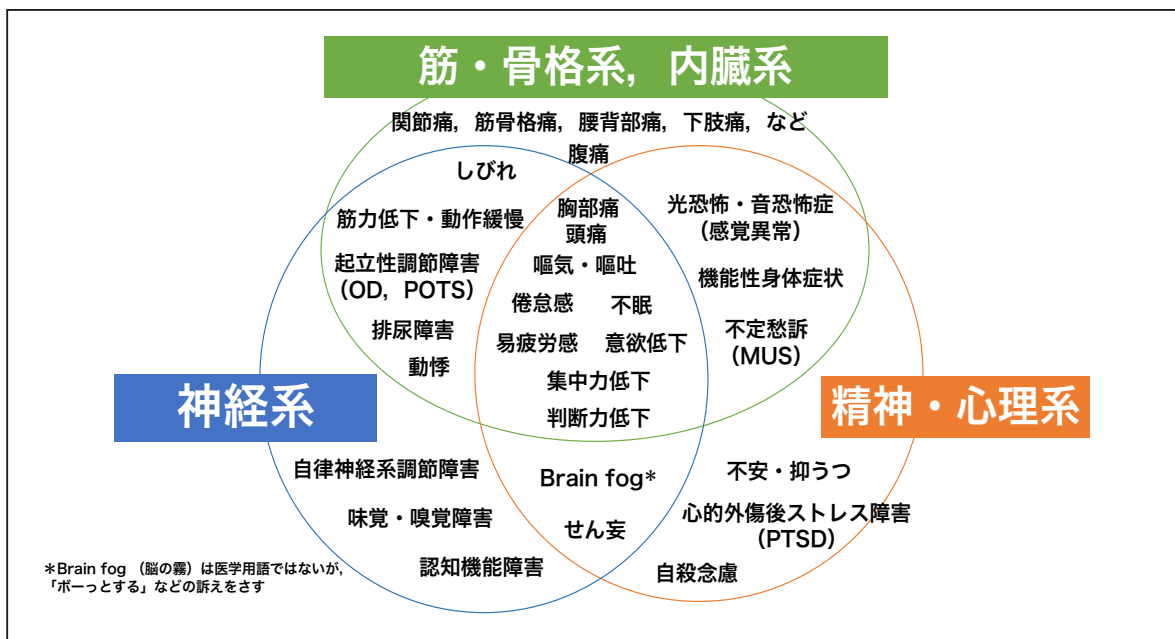 筋・骨格系，内臓系
関節痛，筋骨格痛，腰背部痛，下肢痛，など
腹痛
しびれ
筋力低下・動作緩慢
起立性調節障害
（OD，POTS）
排尿障害
動悸
胸部痛
頭痛
嘔気・嘔吐
倦怠感　不眠
易疲労感　意欲低下
集中力低下
判断力低下
光恐怖・音恐怖症
（感覚異常）
機能性身体症状
不定愁訴
（MUS）
神経系
精神・心理系
自律神経系調節障害
味覚・嗅覚障害
認知機能障害
Brain fog*
せん妄
不安・抑うつ
心的外傷後ストレス障害
（PTSD）
自殺念慮
＊Brain fog （脳の霧）は医学用語ではないが，
「ボーっとする」などの訴えをさす